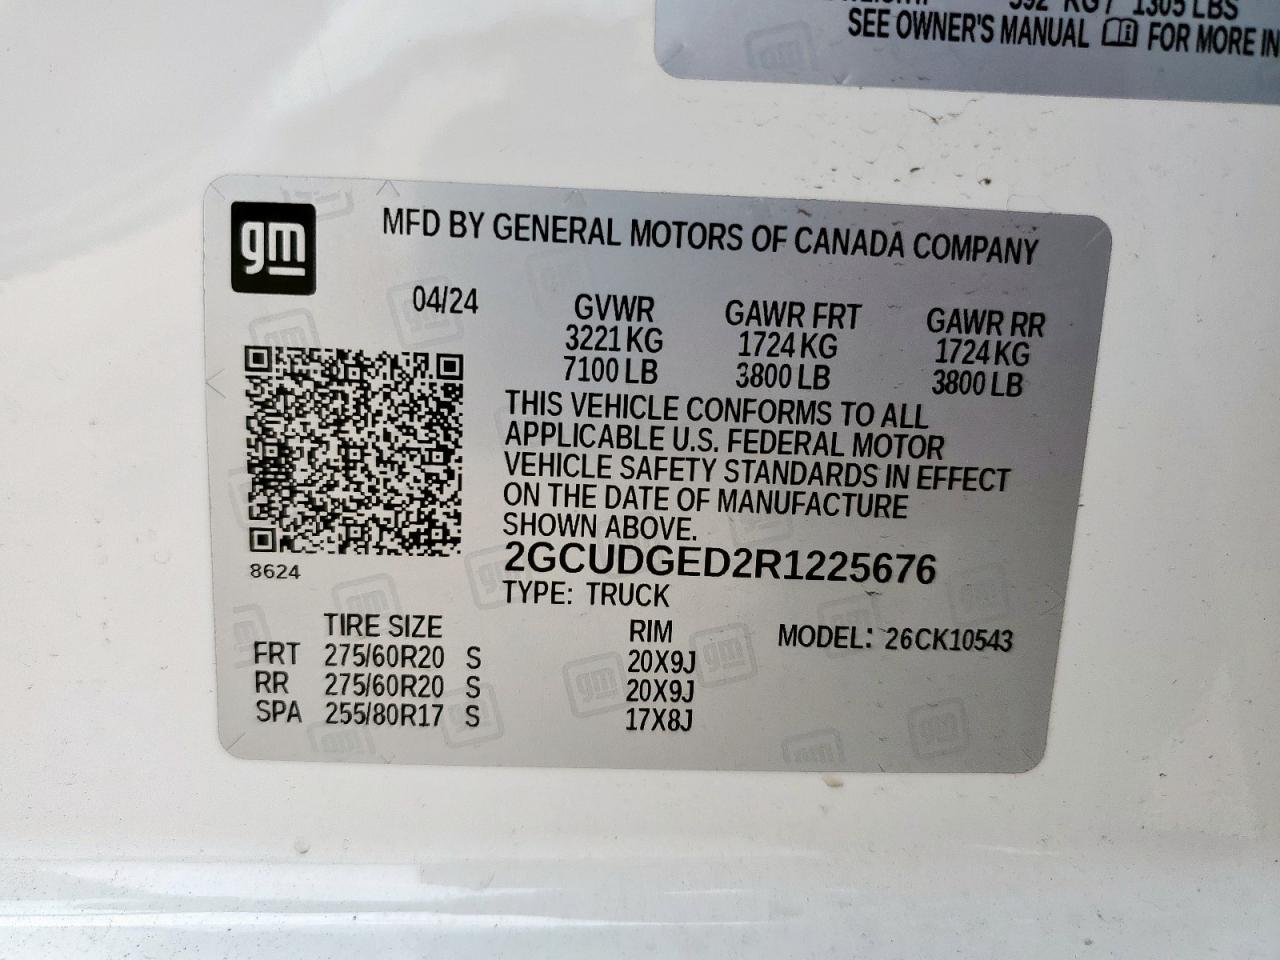 592 KG / 1305 LBS
SEE OWNER'S MANUAL FOR MORE IN
gm
MFD BY GENERAL MOTORS OF CANADA COMPANY
04/24 GVWR GAWR FRT GAWR RR
3221 KG 1724 KG 1724 KG
7100 LB 3800 LB 3800 LB
THIS VEHICLE CONFORMS TO ALL
APPLICABLE U.S. FEDERAL MOTOR
VEHICLE SAFETY STANDARDS IN EFFECT
ON THE DATE OF MANUFACTURE
SHOWN ABOVE.
8624
2GCUDGED2R1225676
TYPE: TRUCK
TIRE SIZE RIM MODEL: 26CK10543
FRT 275/60R20 S 20X9J
RR 275/60R20 S 20X9J
SPA 255/80R17 S 17X8J